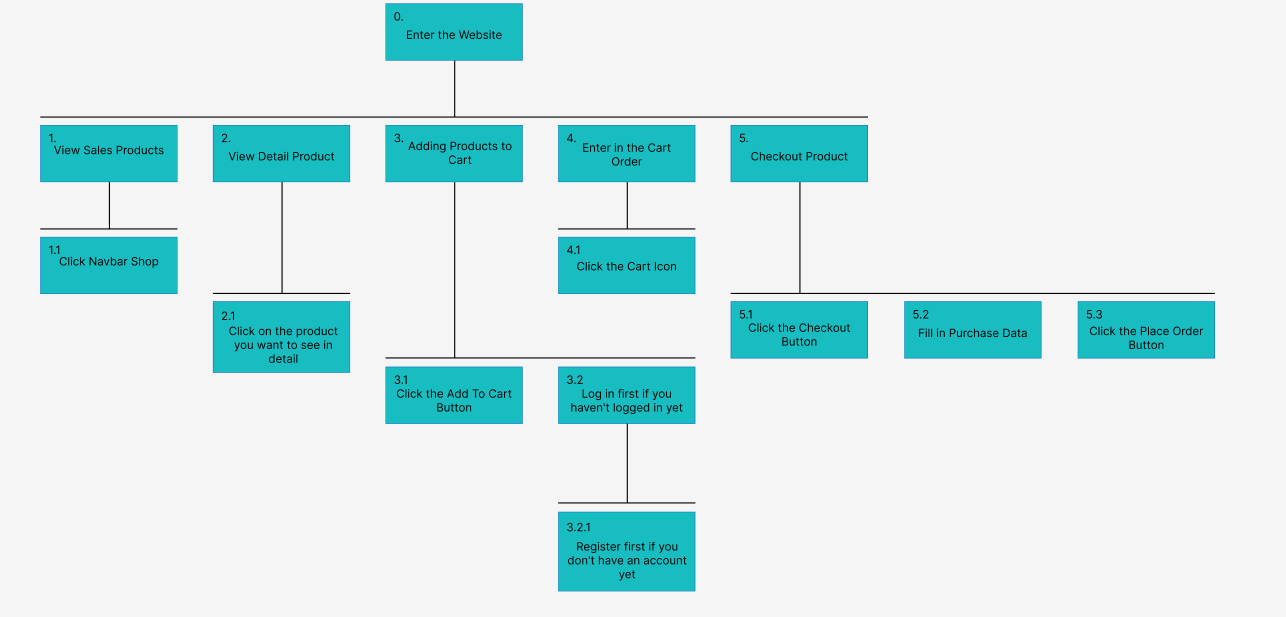 0.
Enter the Website
1.
View Sales Products
2.
View Detail Product
3.
Adding Products to
Cart
4.
Enter in the Cart
Order
5.
Checkout Product
1.1
Click Navbar Shop
4.1
Click the Cart Icon
2.1
Click on the product
you want to see in
detail
5.1
Click the Checkout
Button
5.2
Fill in Purchase Data
5.3
Click the Place Order
Button
3.1
Click the Add To Cart
Button
3.2
Log in first if you
haven't logged in yet
3.2.1
Register first if you
don't have an account
yet